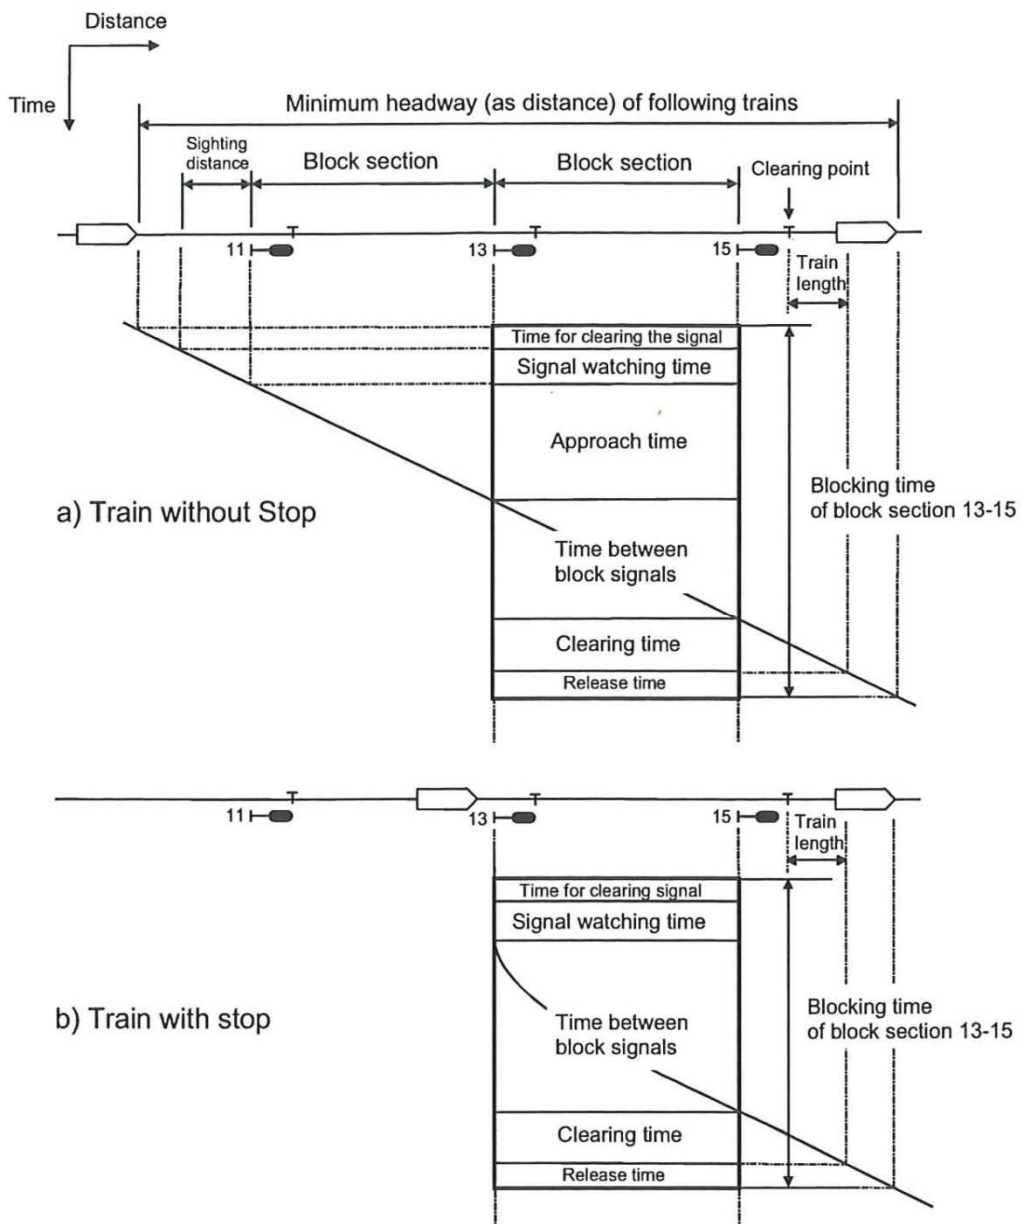 Distance
Time
Minimum headway (as distance) of following trains
Sighting
distance
Block section
Block section
Clearing point
11
13
15
Train
length
Time for clearing the signal
Signal watching time
Approach time
Blocking time
of block section 13-15
a) Train without Stop
Time between
block signals
Clearing time
Release time
11
13
15
Train
length
Time for clearing signal
Signal watching time
b) Train with stop
Time between
block signals
Blocking time
of block section 13-15
Clearing time
Release time